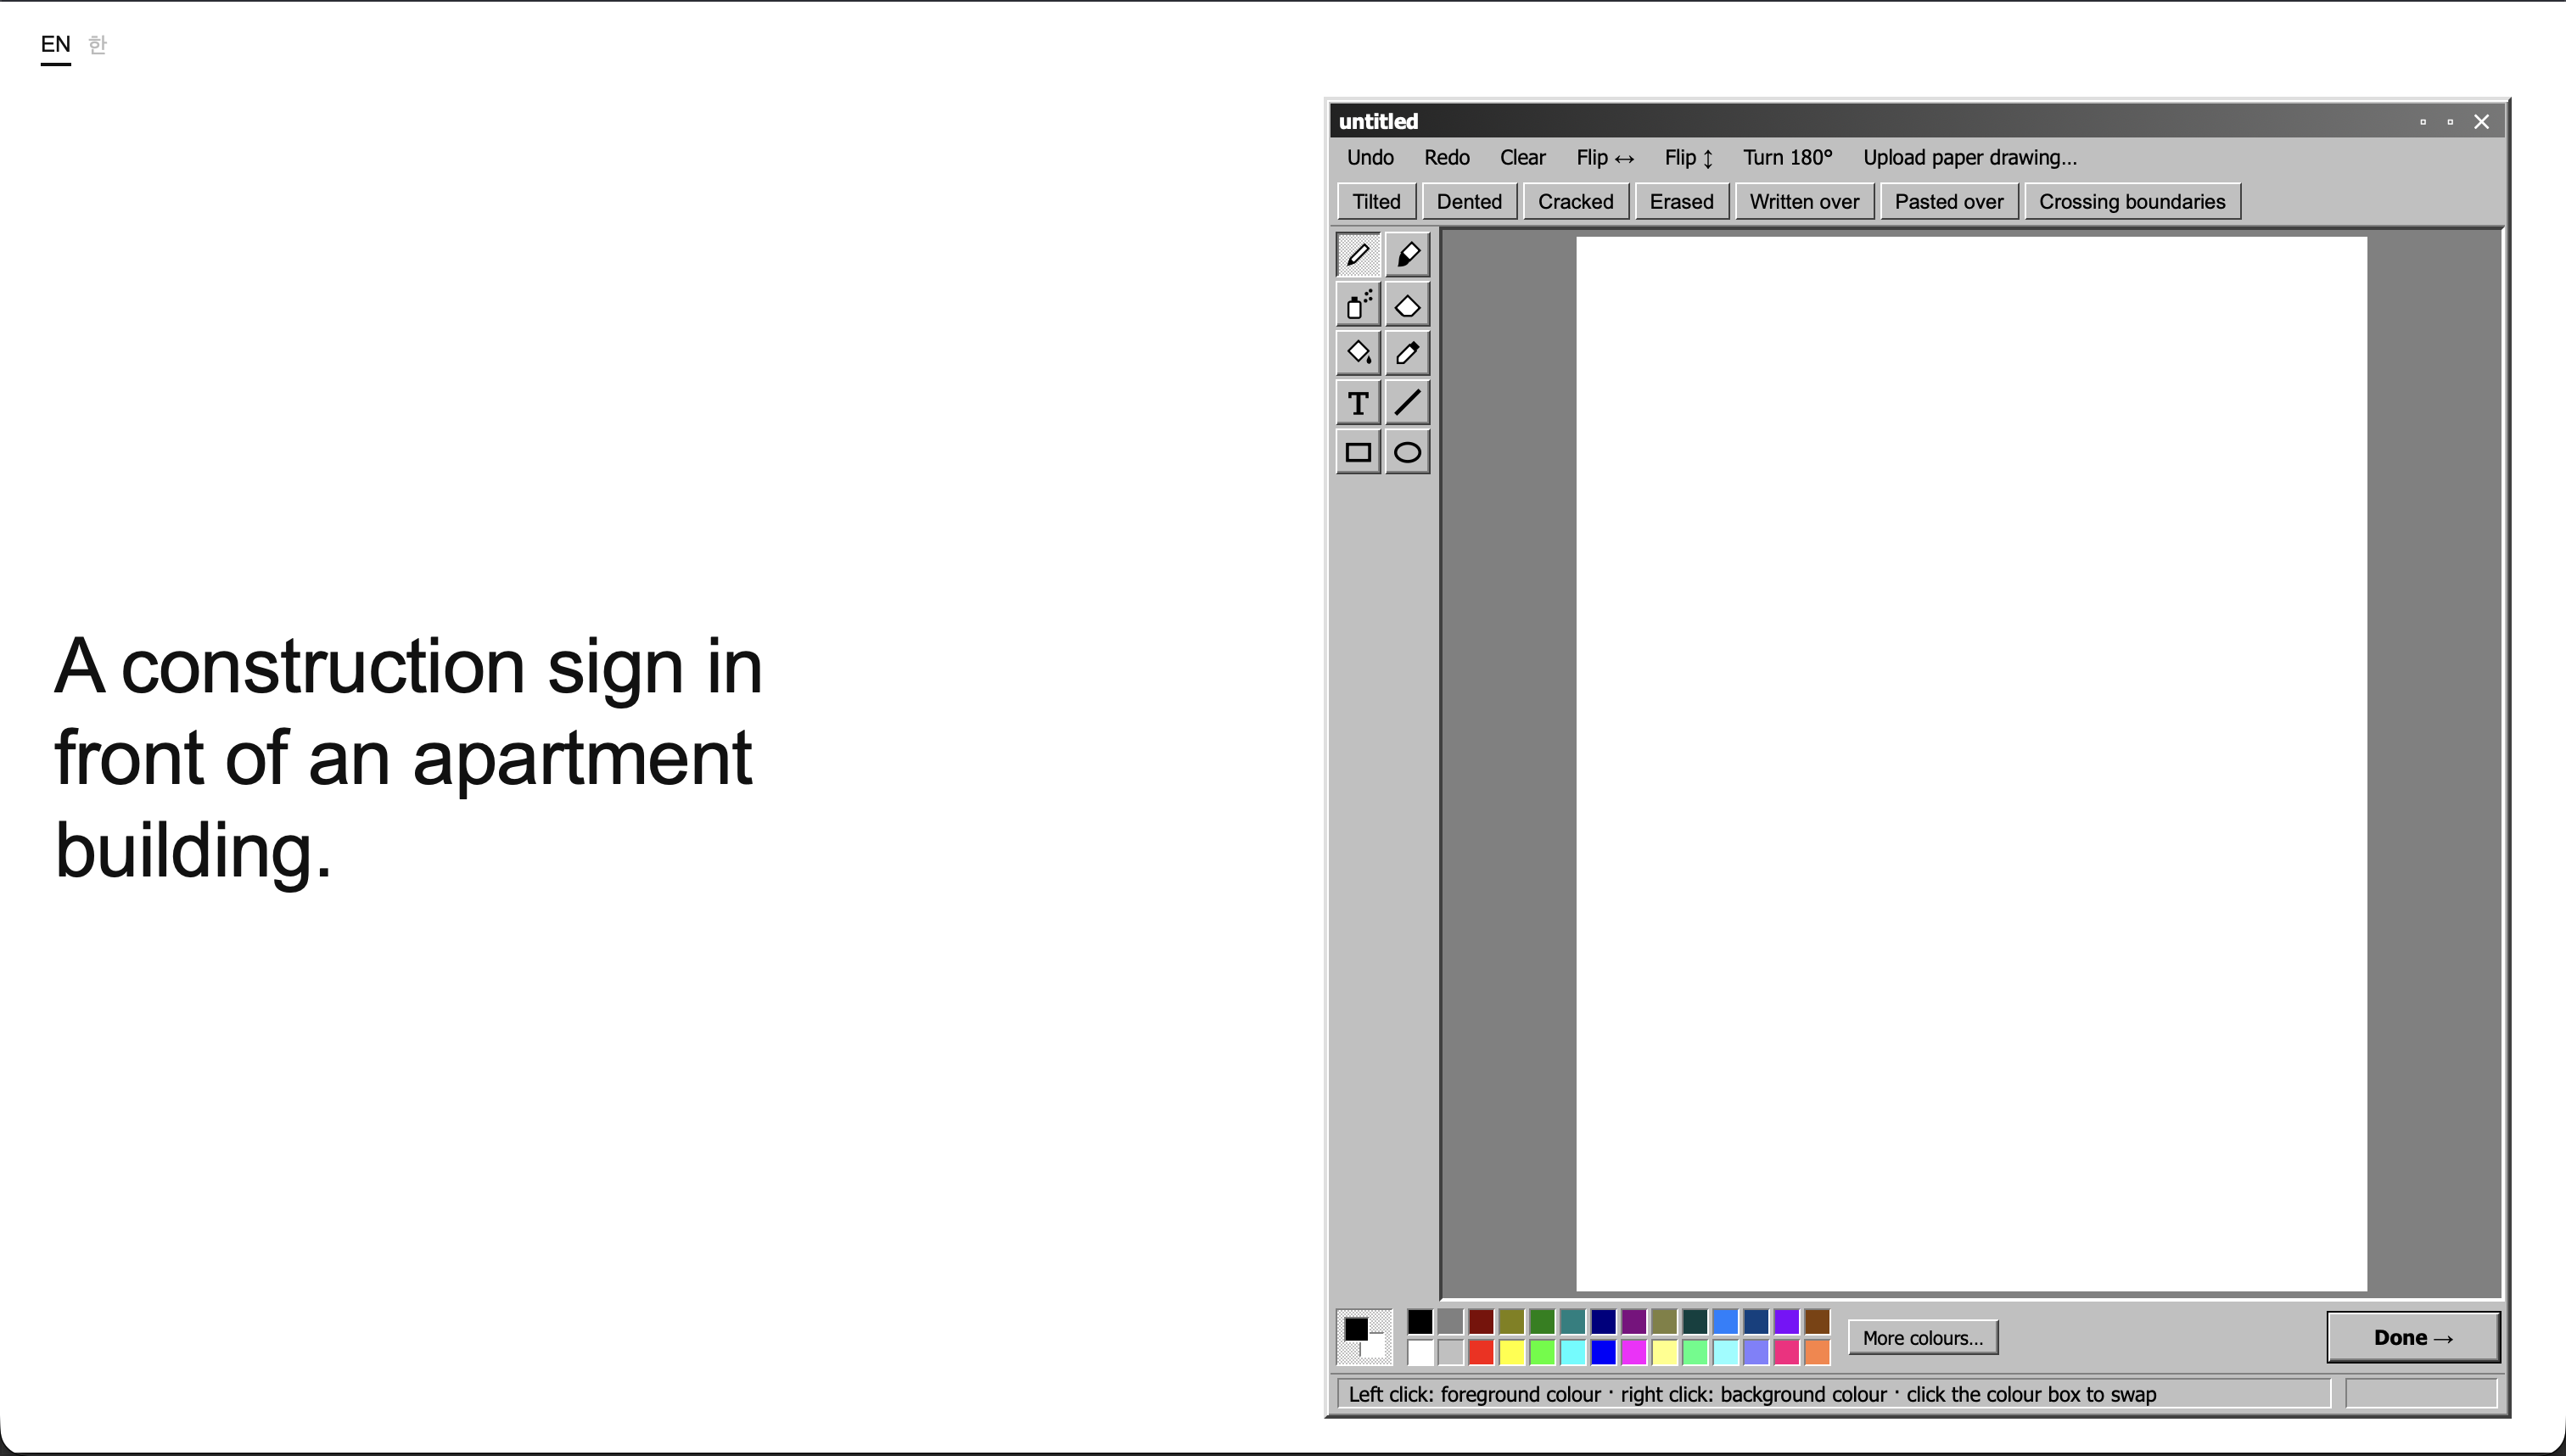 EN 한
untitled
Undo Redo Clear Flip ↔ Flip ↕ Turn 180° Upload paper drawing...
Tilted Dented Cracked Erased Written over Pasted over Crossing boundaries
T
A construction sign in
front of an apartment
building.
More colours...
Done →
Left click: foreground colour · right click: background colour · click the colour box to swap